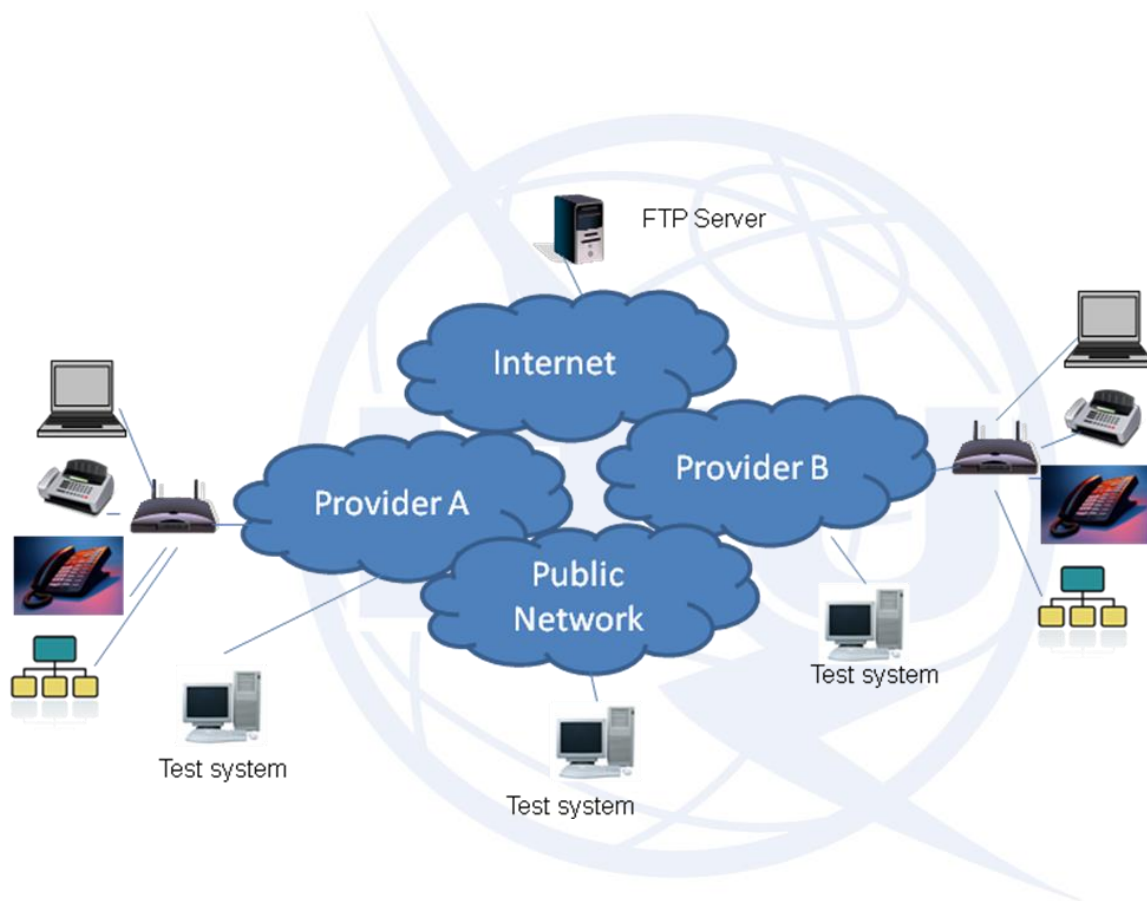 FTP Server
Internet
Provider A
Provider B
Public
Network
Test system
Test system
Test system